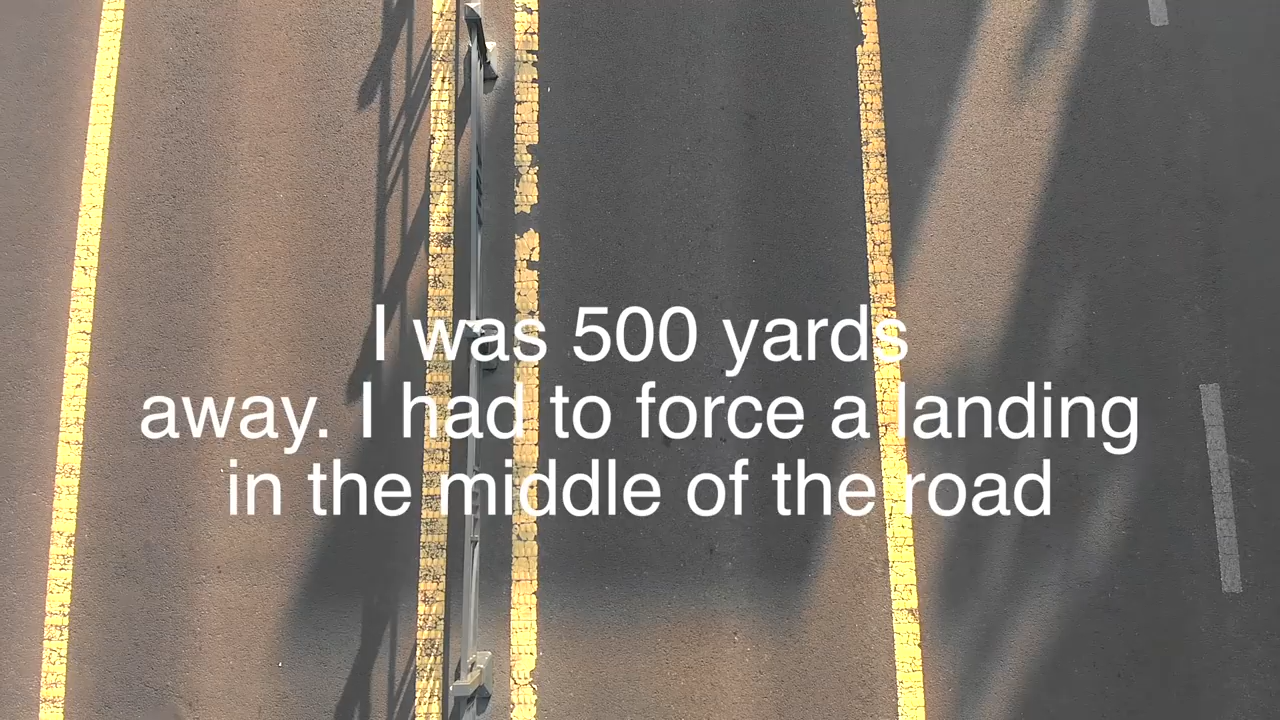 I was 500 yards
away. I had to force a landing
in the middle of the road